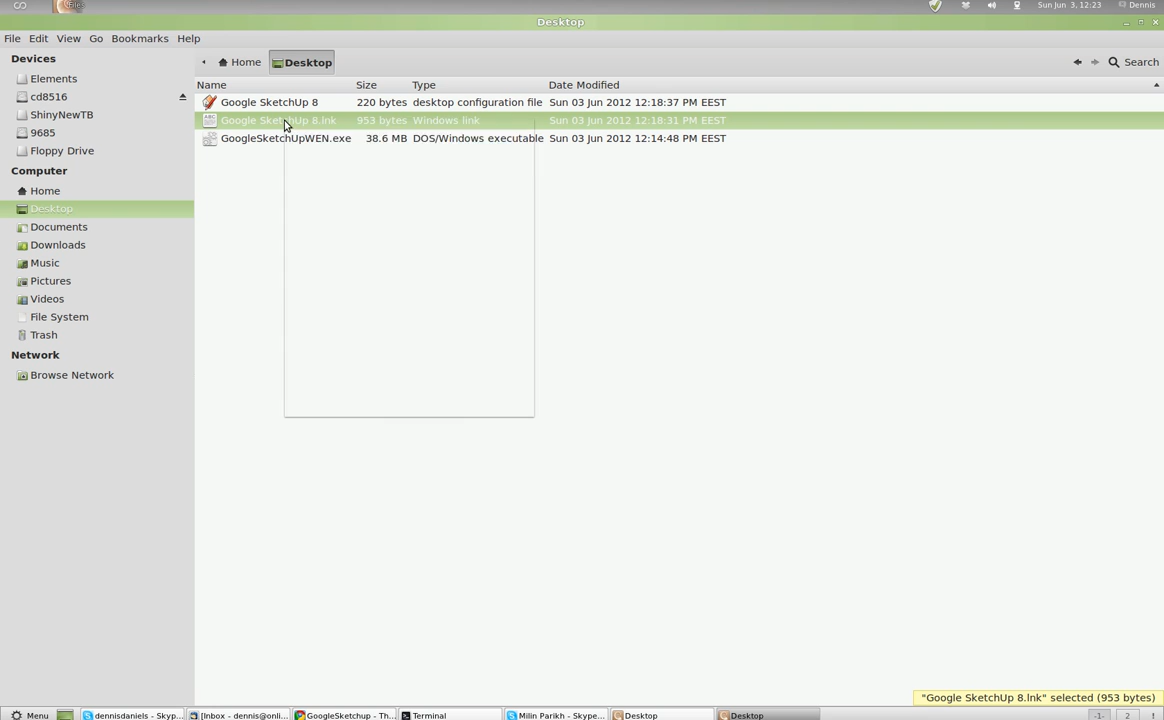 Files
Sun Jun 3, 12:23
Dennis
Desktop
File Edit View Go Bookmarks Help
Devices
Elements
cd8516
ShinyNewTB
9685
Floppy Drive
Computer
Home
Desktop
Documents
Downloads
Music
Pictures
Videos
File System
Trash
Network
Browse Network
Home Desktop Search
Name Size Type Date Modified
Google SketchUp 8 220 bytes desktop configuration file Sun 03 Jun 2012 12:18:37 PM EEST
Google SketchUp 8.lnk 953 bytes Windows link Sun 03 Jun 2012 12:18:31 PM EEST
GoogleSketchUpWEN.exe 38.6 MB DOS/Windows executable Sun 03 Jun 2012 12:14:48 PM EEST
"Google SketchUp 8.lnk" selected (953 bytes)
Menu dennisdaniels - Skyp... [Inbox - dennis@onli... GoogleSketchup - Th... Terminal Milin Parikh - Skype... Desktop Desktop -1- 2